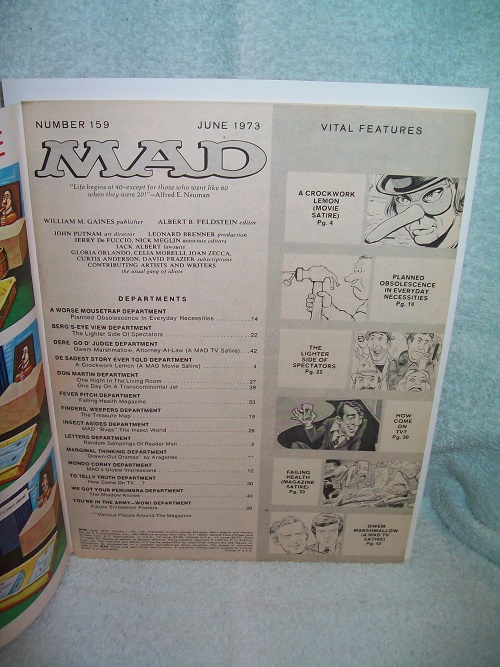 NUMBER 159
JUNE 1973
MAD
"Life begins at 40—except for those who went like 60
when they were 20!"—Alfred E. Neuman
WILLIAM M. GAINES publisher ALBERT B. FELDSTEIN editor
JOHN PUTNAM art director LEONARD BRENNER production
JERRY De FUCCIO, NICK MEGLIN associate editors
JACK ALBERT lawsuits
GLORIA ORLANDO, CELIA MORELLI, JOAN ZECCA,
CURTIS ANDERSON, DAVID FRAZIER subscriptions
CONTRIBUTING ARTISTS AND WRITERS
the usual gang of idiots
DEPARTMENTS
A WORSE MOUSETRAP DEPARTMENT
Planned Obsolescence In Everyday Necessities 14
BERG'S-EYE VIEW DEPARTMENT
The Lighter Side Of Spectators 22
DERE GO D' JUDGE DEPARTMENT
Owem Marshmallow, Attorney-At-Law (A MAD TV Satire) 42
DE SADEST STORY EVER TOLD DEPARTMENT
A Crockwork Lemon (A MAD Movie Satire) 4
DON MARTIN DEPARTMENT
One Night In The Living Room 27
One Day On A Transcontinental Jet 39
FEVER PITCH DEPARTMENT
Failing Health Magazine 33
FINDERS, WEEPERS DEPARTMENT
The Treasure Map 19
INSECT ASIDES DEPARTMENT
MAD "Bugs" The Insect World 28
LETTERS DEPARTMENT
Random Samplings Of Reader Mail 2
MARGINAL THINKING DEPARTMENT
"Drawn-Out Dramas" by Aragonés **
MONDO CORNY DEPARTMENT
MAD's Global Impressions 12
TO TELLY TRUTH DEPARTMENT
How Come On TV . . . ? 30
WE GOT YOUR PENUMBRA DEPARTMENT
The Shadow Knows 40
YOU'RE IN THE ARMY—WOW! DEPARTMENT
Future Enlistment Posters 20
**—Various Places Around The Magazine
VITAL FEATURES
A CROCKWORK
LEMON
(MOVIE
SATIRE)
Pg. 4
PLANNED
OBSOLESCENCE
IN EVERYDAY
NECESSITIES
Pg. 14
THE
LIGHTER
SIDE OF
SPECTATORS
Pg. 22
HOW
COME
ON
TV?
Pg. 30
FAILING
HEALTH
(MAGAZINE
SATIRE)
Pg. 33
OWEM
MARSHMALLOW
(A MAD TV
SATIRE)
Pg. 42